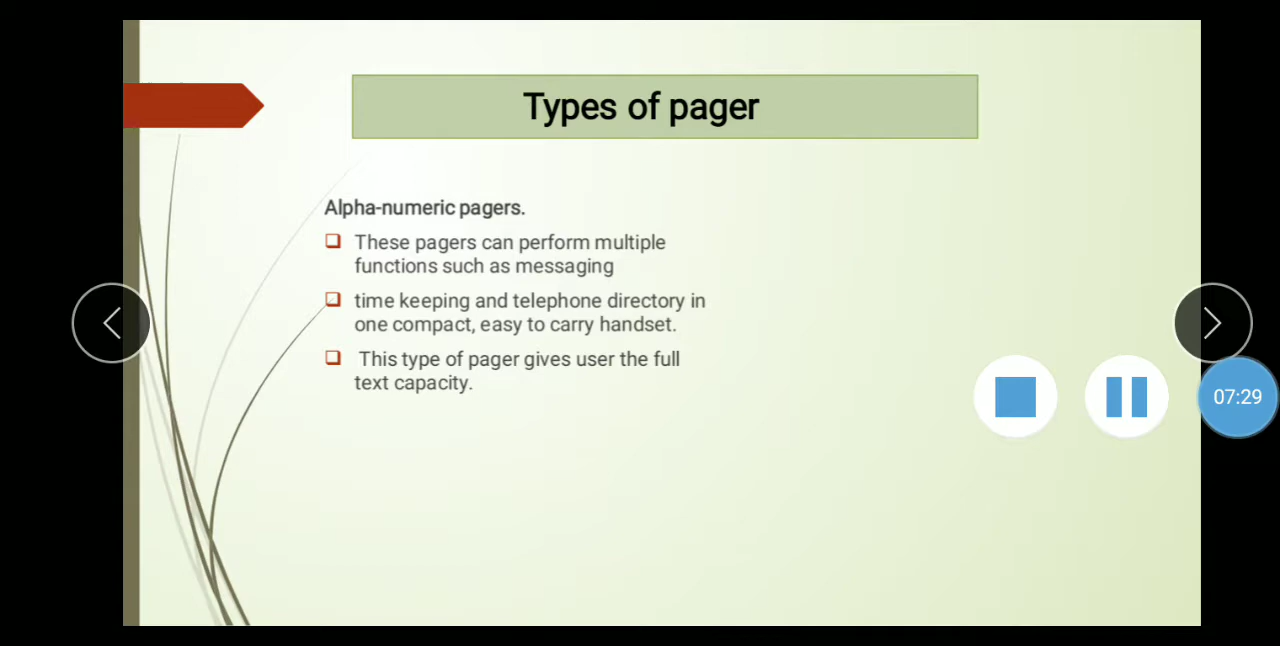 Types of pager
Alpha-numeric pagers.
These pagers can perform multiple
functions such as messaging
time keeping and telephone directory in
one compact, easy to carry handset.
This type of pager gives user the full
text capacity.
07:29